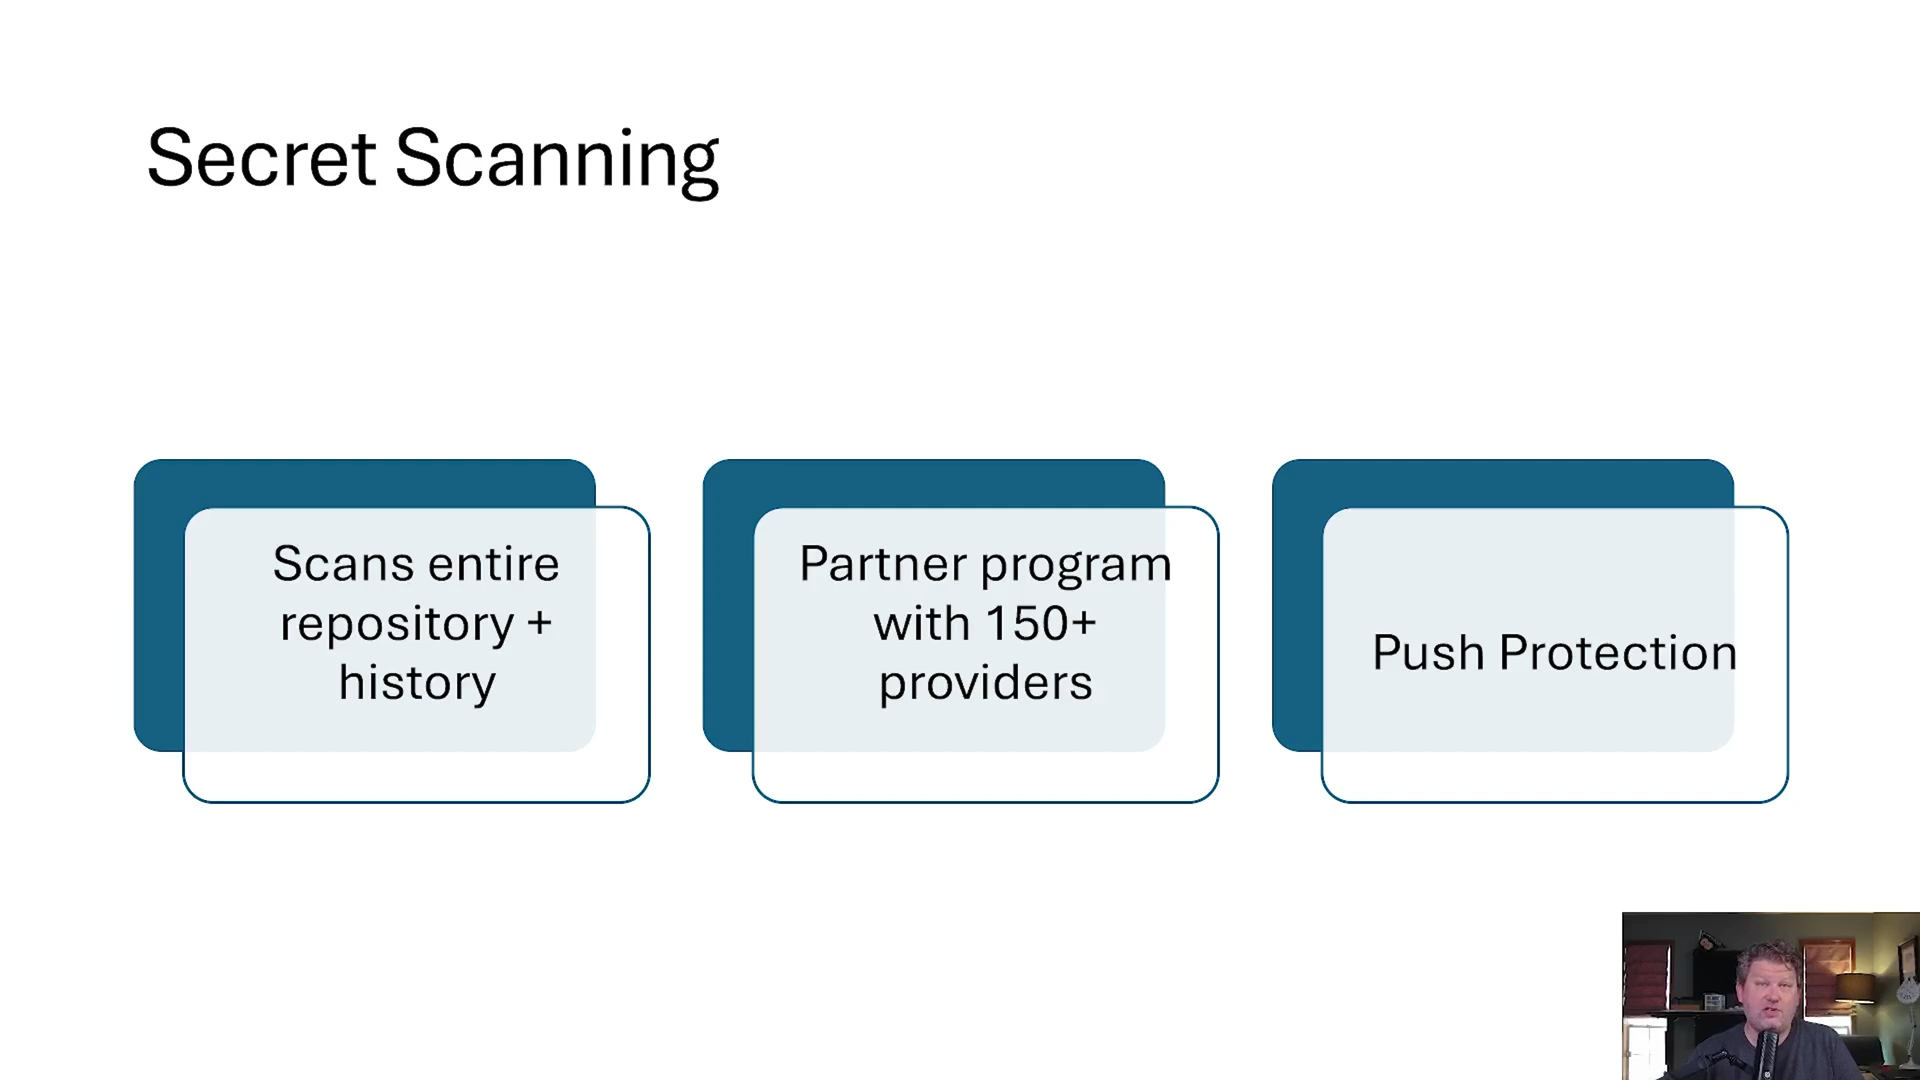 Secret Scanning
Scans entire
repository +
history
Partner program
with 150+
providers
Push Protection